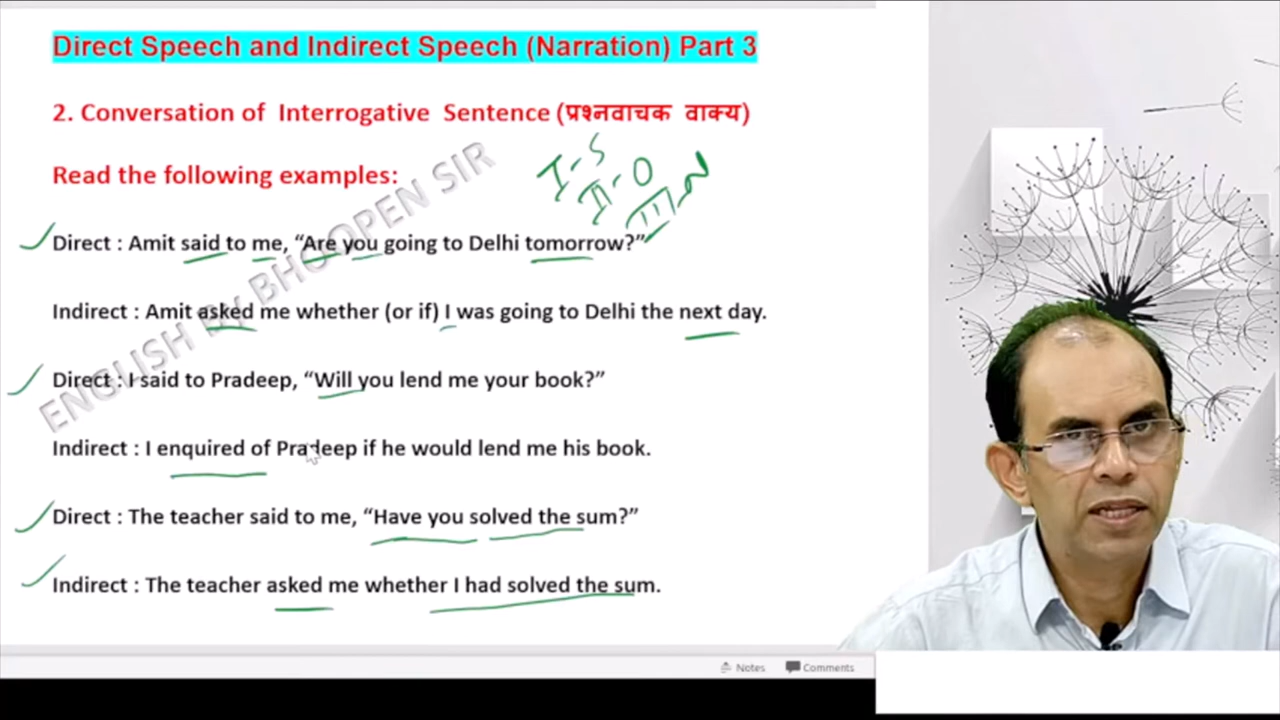 Direct Speech and Indirect Speech (Narration) Part 3
2. Conversation of Interrogative Sentence (प्रश्नवाचक वाक्य)
Read the following examples:
I-S
II-O
III-N
Direct : Amit said to me, “Are you going to Delhi tomorrow?”
Indirect : Amit asked me whether (or if) I was going to Delhi the next day.
Direct : I said to Pradeep, “Will you lend me your book?”
Indirect : I enquired of Pradeep if he would lend me his book.
Direct : The teacher said to me, “Have you solved the sum?”
Indirect : The teacher asked me whether I had solved the sum.
ENGLISH BY BHOOPEN SIR
Notes
Comments